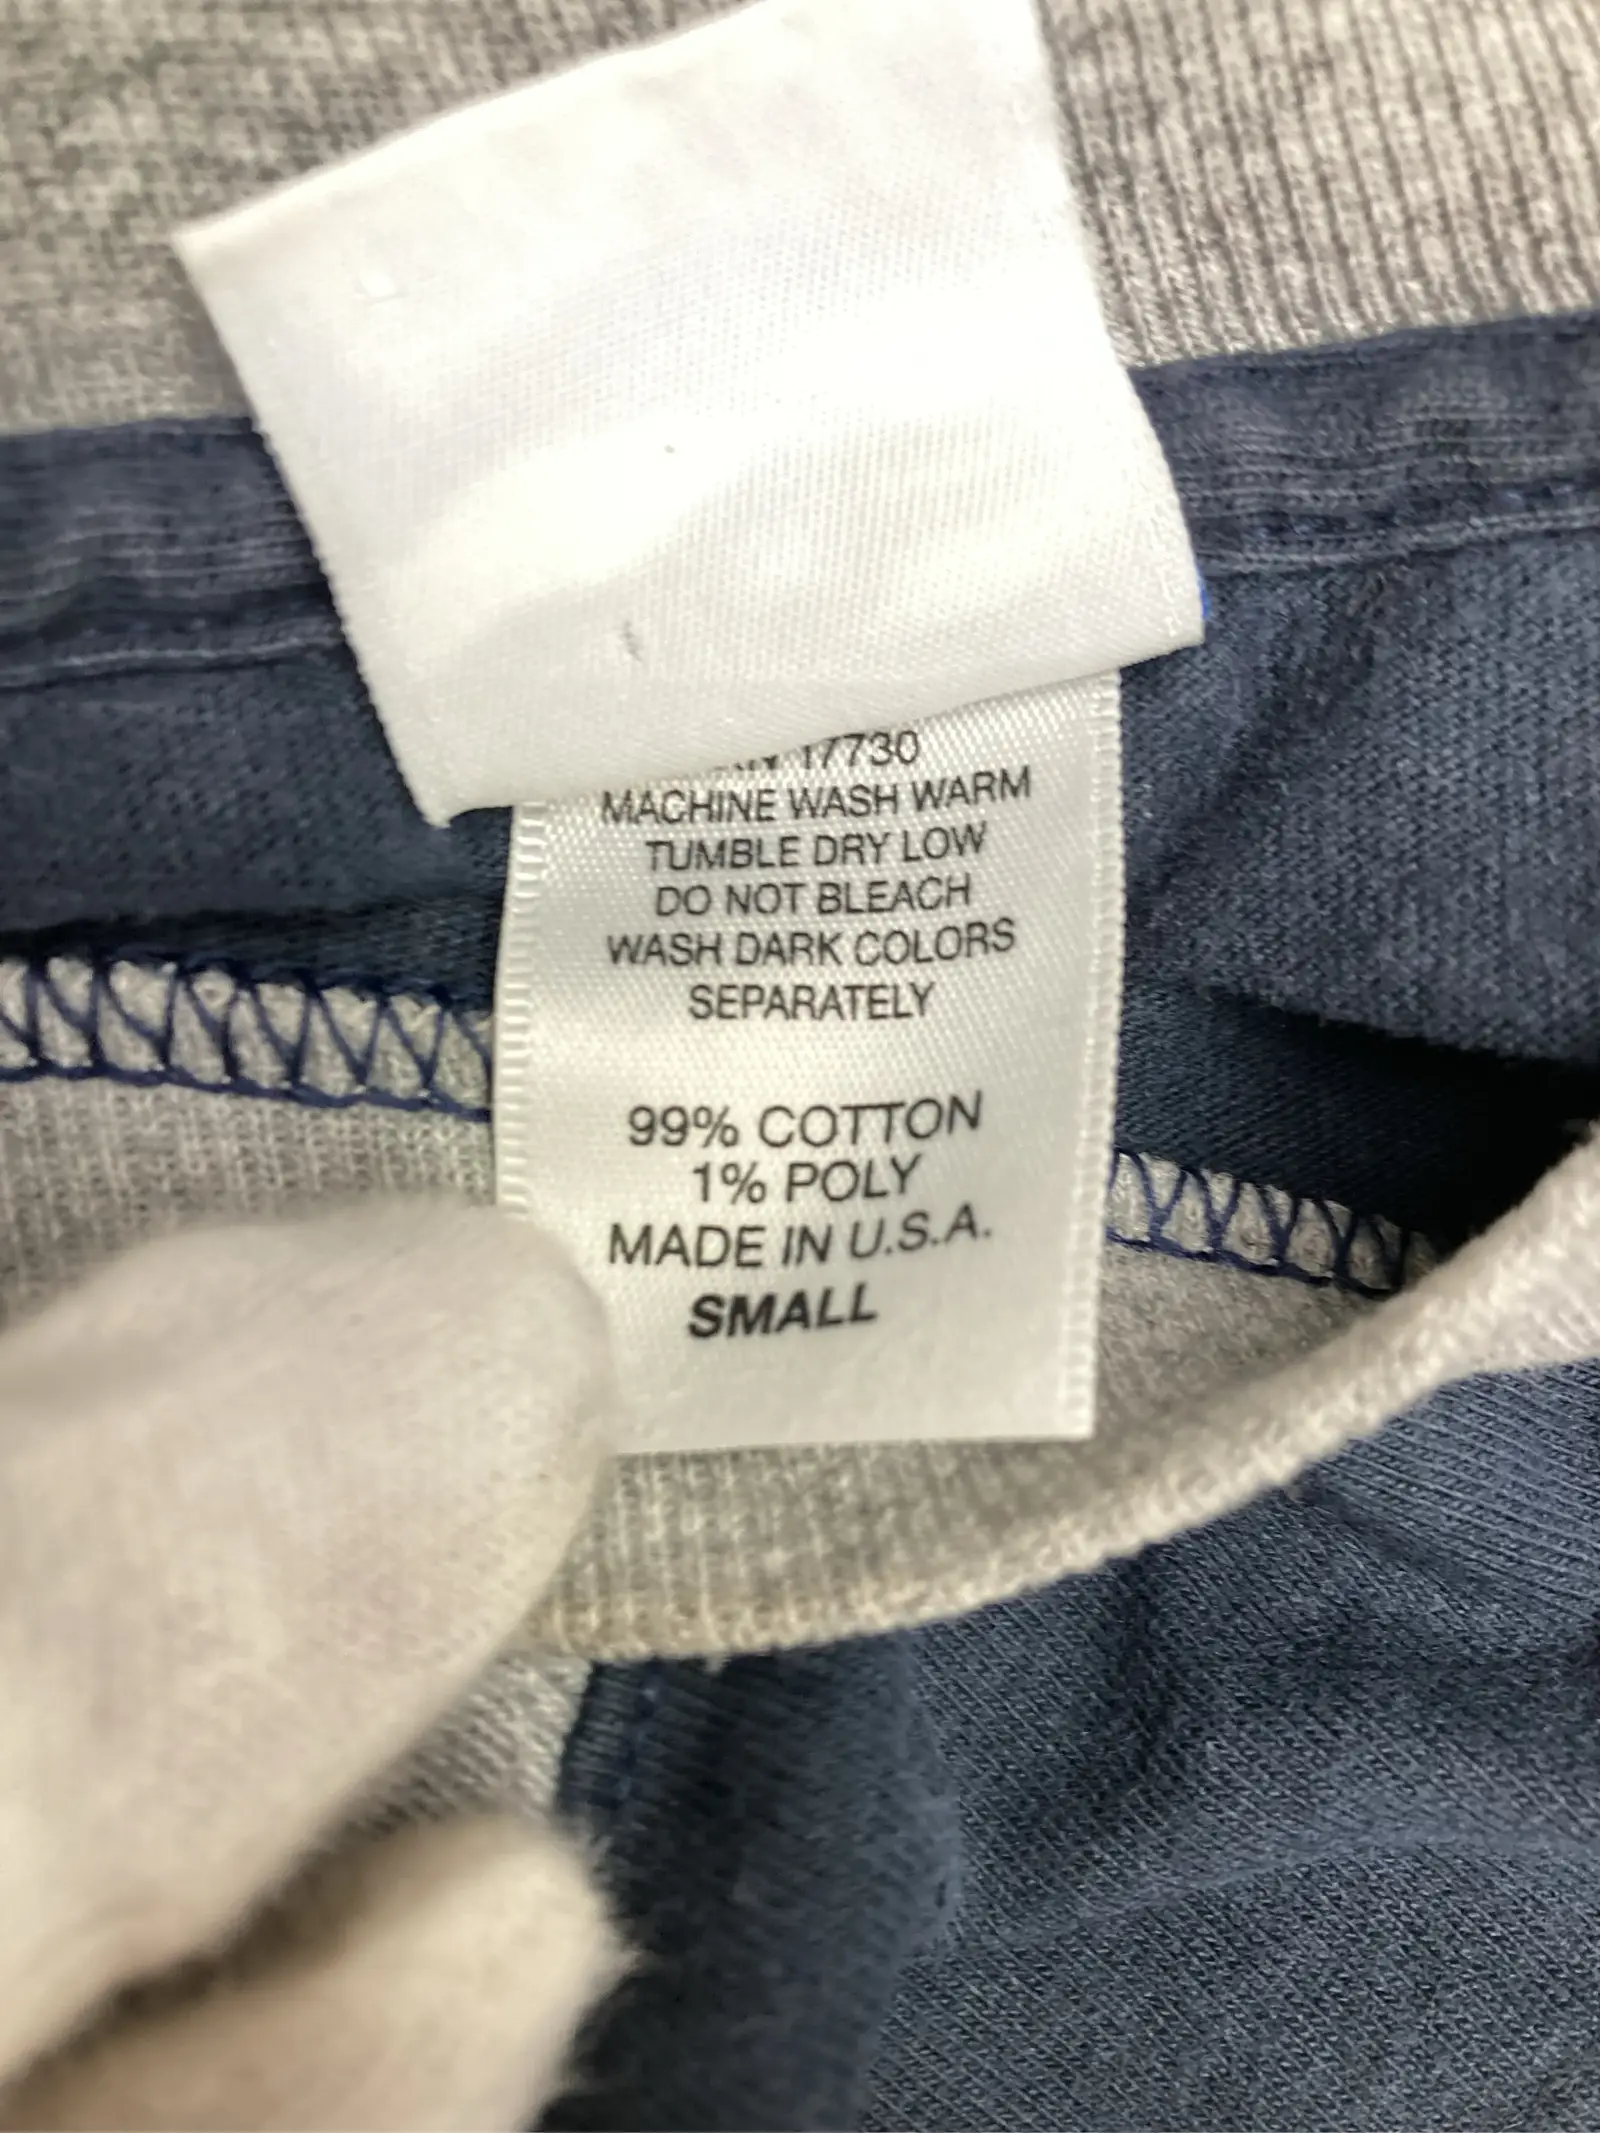 17730
MACHINE WASH WARM
TUMBLE DRY LOW
DO NOT BLEACH
WASH DARK COLORS
SEPARATELY
99% COTTON
1% POLY
MADE IN U.S.A.
SMALL